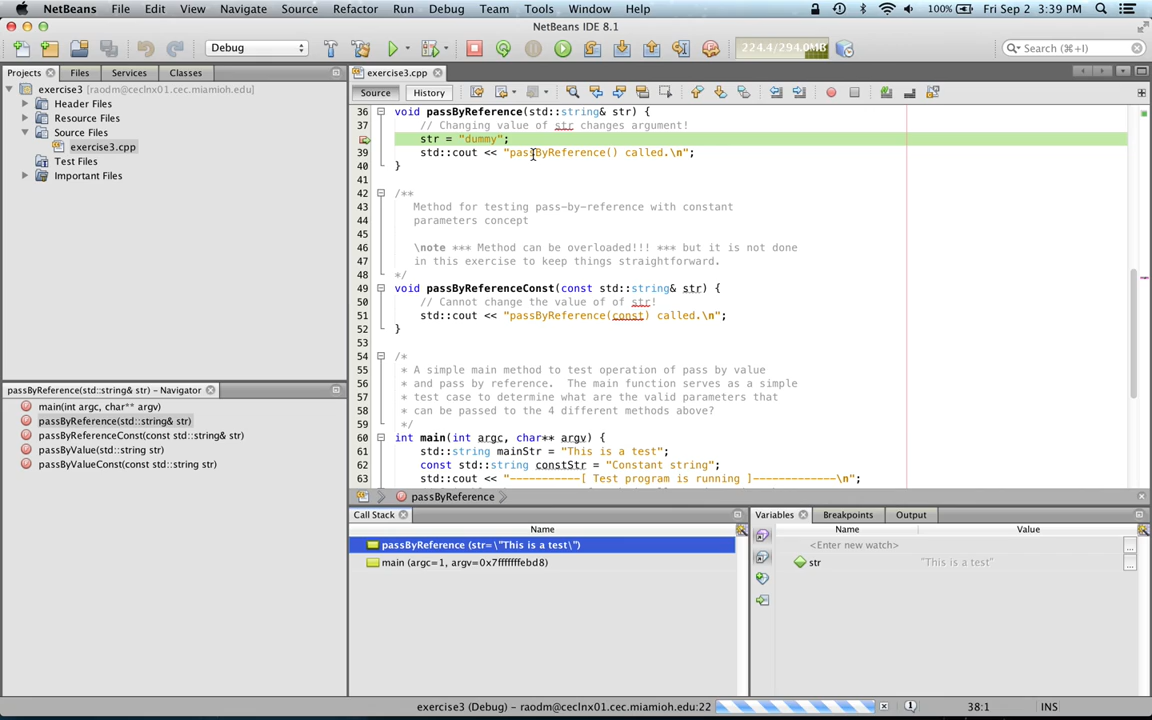 NetBeans File Edit View Navigate Source Refactor Run Debug Team Tools Window Help 100% Fri Sep 2 3:39 PM
NetBeans IDE 8.1
Debug 224.4/294.0MB Search (⌘+I)
Projects Files Services Classes
exercise3 (raodm@ceclnx01.cec.miamioh.edu)
Header Files
Resource Files
Source Files
exercise3.cpp
Test Files
Important Files
exercise3.cpp
Source History
36 void passByReference(std::string& str) {
37 // Changing value of str changes argument!
str = "dummy";
39 std::cout << "passByReference() called.\n";
40 }
41
42 /**
43 Method for testing pass-by-reference with constant
44 parameters concept
45
46 \note *** Method can be overloaded!!! *** but it is not done
47 in this exercise to keep things straightforward.
48 */
49 void passByReferenceConst(const std::string& str) {
50 // Cannot change the value of of str!
51 std::cout << "passByReference(const) called.\n";
52 }
53
54 /*
55 * A simple main method to test operation of pass by value
56 * and pass by reference. The main function serves as a simple
57 * test case to determine what are the valid parameters that
58 * can be passed to the 4 different methods above?
59 */
60 int main(int argc, char** argv) {
61 std::string mainStr = "This is a test";
62 const std::string constStr = "Constant string";
63 std::cout << "-----------[ Test program is running ]-------------\n";
passByReference
passByReference(std::string& str) - Navigator
main(int argc, char** argv)
passByReference(std::string& str)
passByReferenceConst(const std::string& str)
passByValue(std::string str)
passByValueConst(const std::string str)
Call Stack
Name
passByReference (str=\"This is a test\")
main (argc=1, argv=0x7fffffffebd8)
Variables Breakpoints Output
Name Value
<Enter new watch> ...
str "This is a test" ...
exercise3 (Debug) - raodm@ceclnx01.cec.miamioh.edu:22 38:1 INS